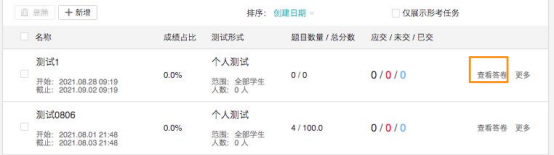 删除 + 新增 排序: 创建日期 仅展示形考任务
名称 成绩占比 测试形式 题目数量 / 总分数 应交 / 未交 / 已交
测试1
开始: 2021.08.28 09:19
截止: 2021.09.02 09:19
0.0%
个人测试
范围: 全部学生
人数: 0 人
0 / 0
0 / 0 / 0
查看答卷 更多
测试0806
开始: 2021.08.01 21:48
截止: 2021.08.03 21:48
0.0%
个人测试
范围: 全部学生
人数: 0 人
4 / 100.0
0 / 0 / 0
查看答卷 更多